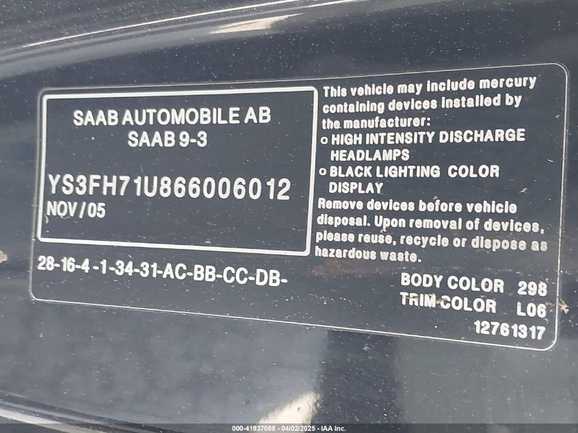 SAAB AUTOMOBILE AB
SAAB 9-3
YS3FH71U866006012
NOV/05
28-16-4 -1-34-31-AC-BB-CC-DB-
This vehicle may include mercury
containing devices installed by
the manufacturer:
o HIGH INTENSITY DISCHARGE
HEADLAMPS
o BLACK LIGHTING COLOR
DISPLAY
Remove devices before vehicle
disposal. Upon removal of devices,
please reuse, recycle or dispose as
hazardous waste.
BODY COLOR 298
TRIM COLOR L06
12761317
000-41937668 - 04/02/2025 - IAA Inc.